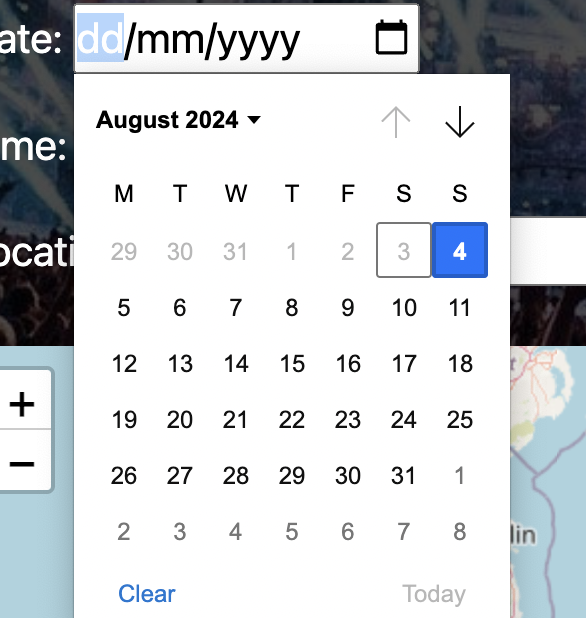 ate: dd/mm/yyyy
August 2024
me:
M T W T F S S
29 30 31 1 2 3 4
ocati
5 6 7 8 9 10 11
12 13 14 15 16 17 18
+
19 20 21 22 23 24 25
−
26 27 28 29 30 31 1
2 3 4 5 6 7 8
lin
Clear Today